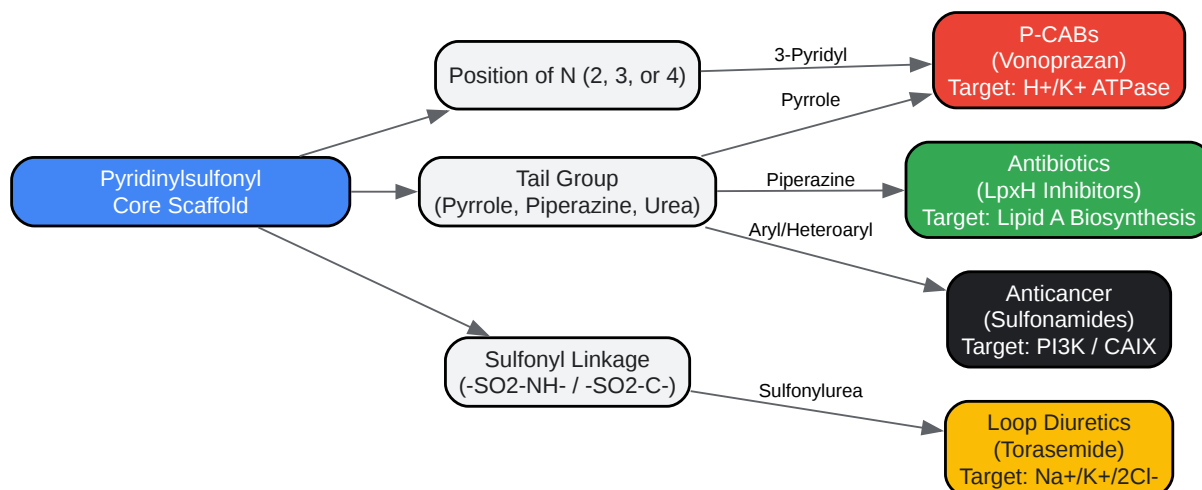 Pyridinylsulfonyl
Core Scaffold
Position of N (2, 3, or 4)
Tail Group
(Pyrrole, Piperazine, Urea)
Sulfonyl Linkage
(-SO2-NH- / -SO2-C-)
3-Pyridyl
Pyrrole
Piperazine
Aryl/Heteroaryl
Sulfonylurea
P-CABs
(Vonoprazan)
Target: H+/K+ ATPase
Antibiotics
(LpxH Inhibitors)
Target: Lipid A Biosynthesis
Anticancer
(Sulfonamides)
Target: PI3K / CAIX
Loop Diuretics
(Torasemide)
Target: Na+/K+/2Cl-